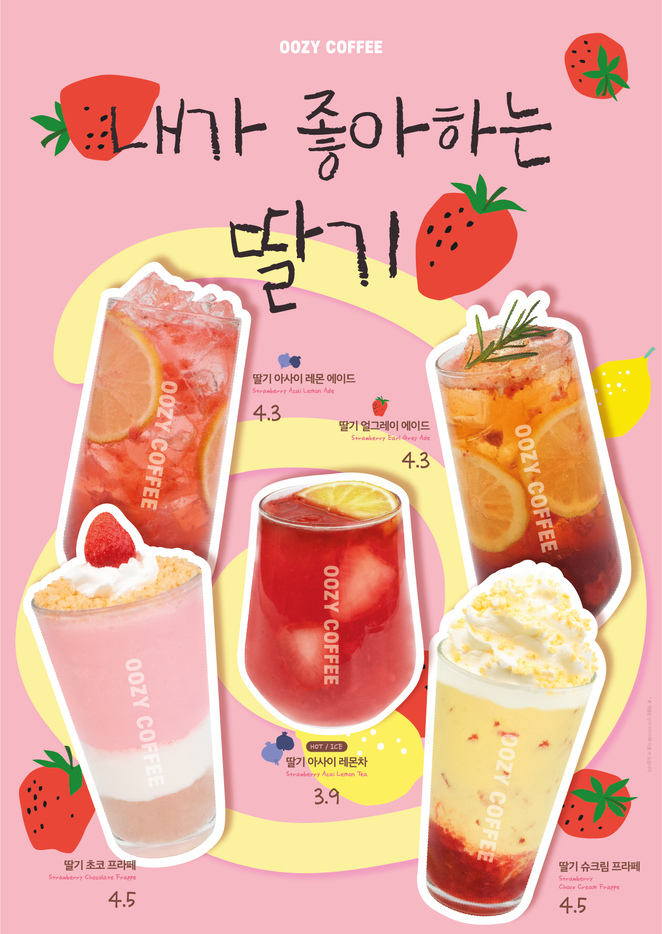 OOZY COFFEE
내가 좋아하는
딸기
딸기 아사이 레몬 에이드
Strawberry Acai Lemon Ade
4.3
딸기 얼그레이 에이드
Strawberry Earl Grey Ade
4.3
OOZY COFFEE
OOZY COFFEE
OOZY COFFEE
OOZY COFFEE
OOZY COFFEE
HOT / ICE
딸기 아사이 레몬차
Strawberry Acai Lemon Tea
3.9
딸기 초코 프라페
Strawberry Chocolate Frappe
4.5
딸기 슈크림 프라페
Strawberry
Choux Cream Frappe
4.5